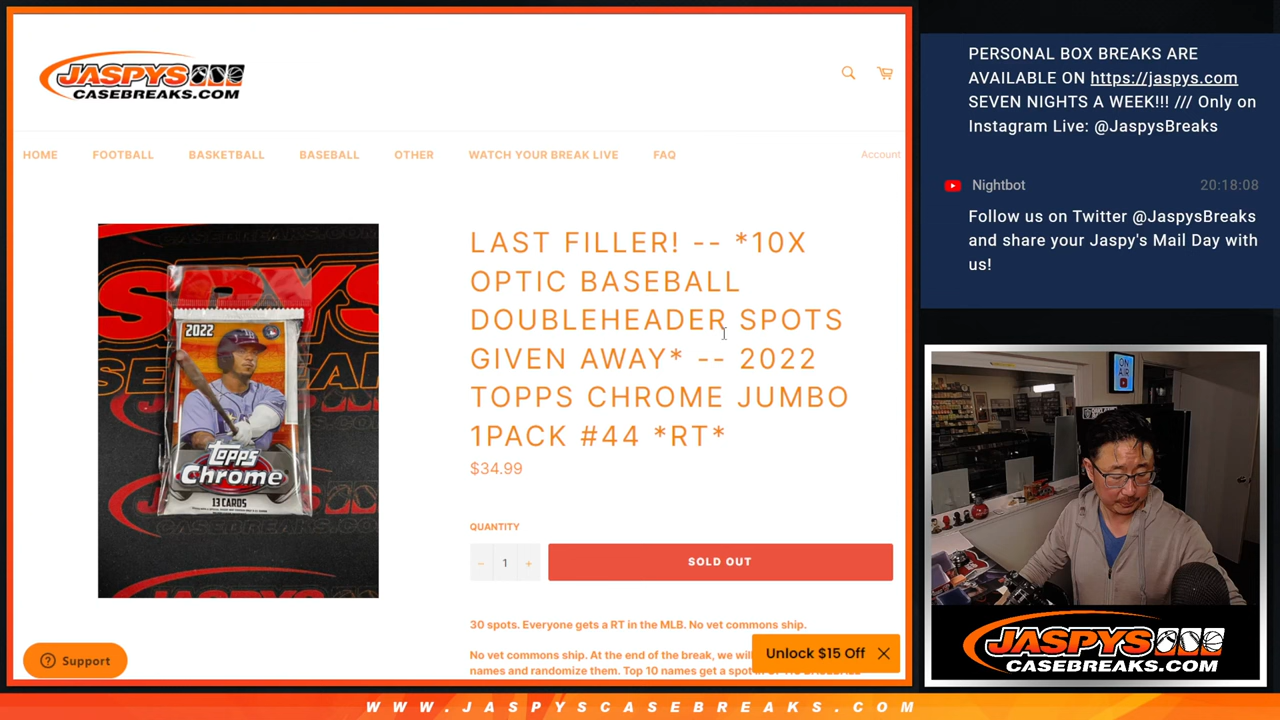 JASPYS
CASEBREAKS.COM
HOME
FOOTBALL
BASKETBALL
BASEBALL
OTHER
WATCH YOUR BREAK LIVE
FAQ
Account
2022
Topps
Chrome
13 CARDS
LAST FILLER! -- *10X
OPTIC BASEBALL
DOUBLEHEADER SPOTS
GIVEN AWAY* -- 2022
TOPPS CHROME JUMBO
1PACK #44 *RT*
$34.99
QUANTITY
− 1 +
SOLD OUT
30 spots. Everyone gets a RT in the MLB. No vet commons ship.
No vet commons ship. At the end of the break, we will
names and randomize them. Top 10 names get a spot
Support
Unlock $15 Off
PERSONAL BOX BREAKS ARE
AVAILABLE ON https://jaspys.com
SEVEN NIGHTS A WEEK!!! /// Only on
Instagram Live: @JaspysBreaks
Nightbot
20:18:08
Follow us on Twitter @JaspysBreaks
and share your Jaspy's Mail Day with
us!
ON
AIR
JASPYS
CASEBREAKS.COM
WWW.JASPYSCASEBREAKS.COM